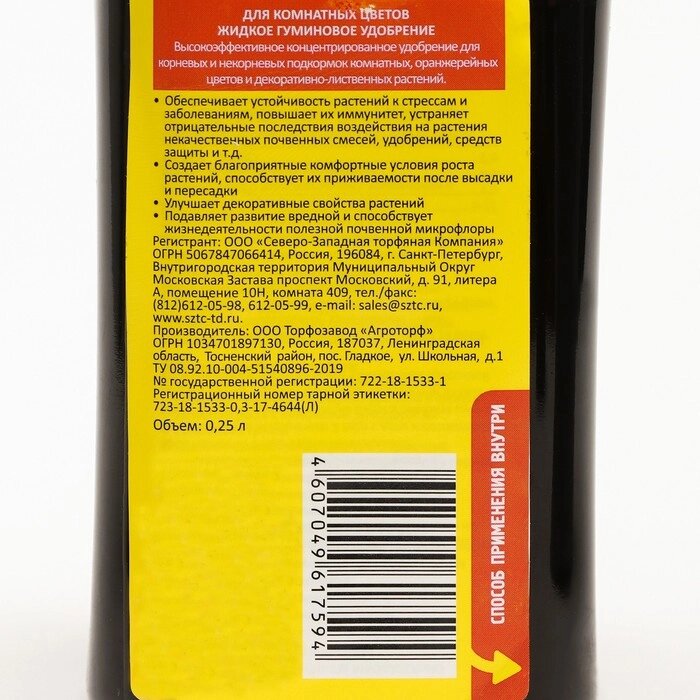 ДЛЯ КОМНАТНЫХ ЦВЕТОВ
ЖИДКОЕ ГУМИНОВОЕ УДОБРЕНИЕ
Высокоэффективное концентрированное удобрение для
корневых и некорневых подкормок комнатных, оранжерейных
цветов и декоративно-лиственных растений.
• Обеспечивает устойчивость растений к стрессам и
заболеваниям, повышает их иммунитет, устраняет
отрицательные последствия воздействия на растения
некачественных почвенных смесей, удобрений, средств
защиты и т.д.
• Создает благоприятные комфортные условия роста
растений, способствует их приживаемости после высадки
и пересадки
• Улучшает декоративные свойства растений
• Подавляет развитие вредной и способствует
жизнедеятельности полезной почвенной микрофлоры
Регистрант: ООО «Северо-Западная торфяная Компания»
ОГРН 5067847066414, Россия, 196084, г. Санкт-Петербург,
Внутригородская территория Муниципальный Округ
Московская Застава проспект Московский, д. 91, литера
А, помещение 10Н, комната 409, тел./факс:
(812)612-05-98, 612-05-99, e-mail: sales@sztc.ru,
www.sztc-td.ru.
Производитель: ООО Торфозавод «Агроторф»
ОГРН 1034701897130, Россия, 187037, Ленинградская
область, Тосненский район, пос. Гладкое, ул. Школьная, д.1
ТУ 08.92.10-004-51540896-2019
№ государственной регистрации: 722-18-1533-1
Регистрационный номер тарной этикетки:
723-18-1533-0,3-17-4644(Л)
Объем: 0,25 л
4607049617594
СПОСОБ ПРИМЕНЕНИЯ ВНУТРИ